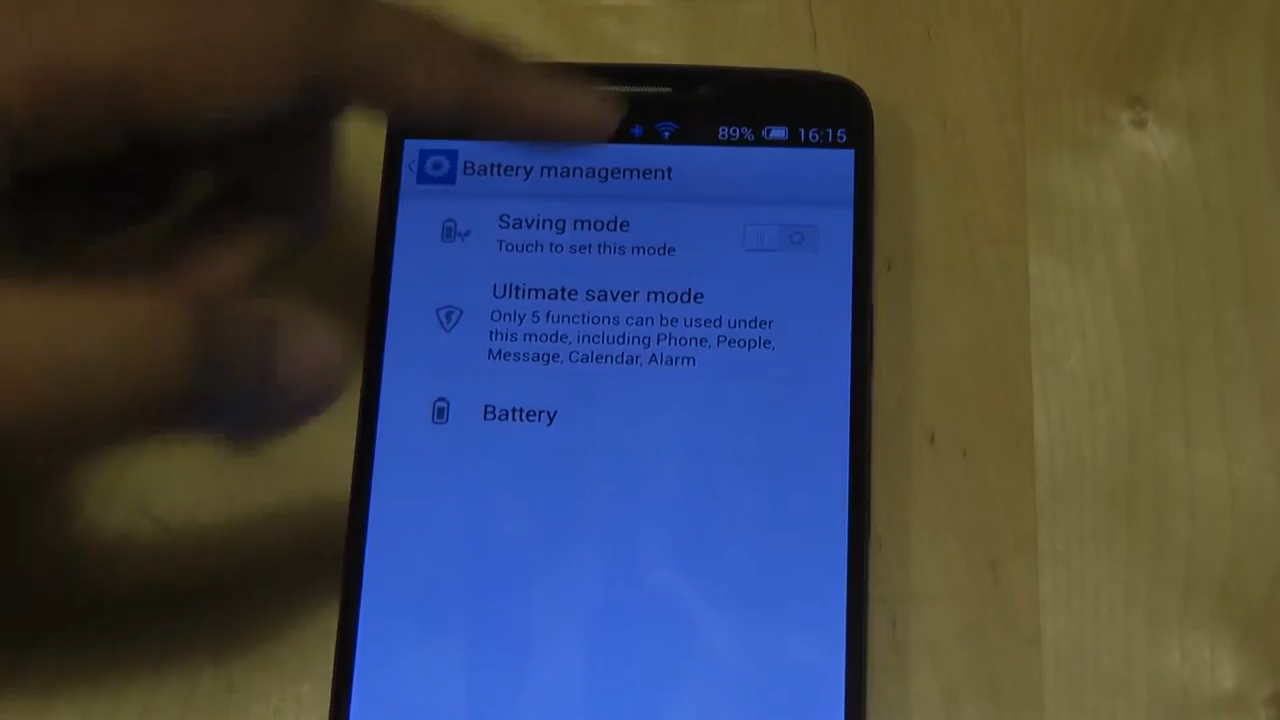 89% 16:15
Battery management
Saving mode
Touch to set this mode
Ultimate saver mode
Only 5 functions can be used under
this mode, including Phone, People,
Message, Calendar, Alarm
Battery